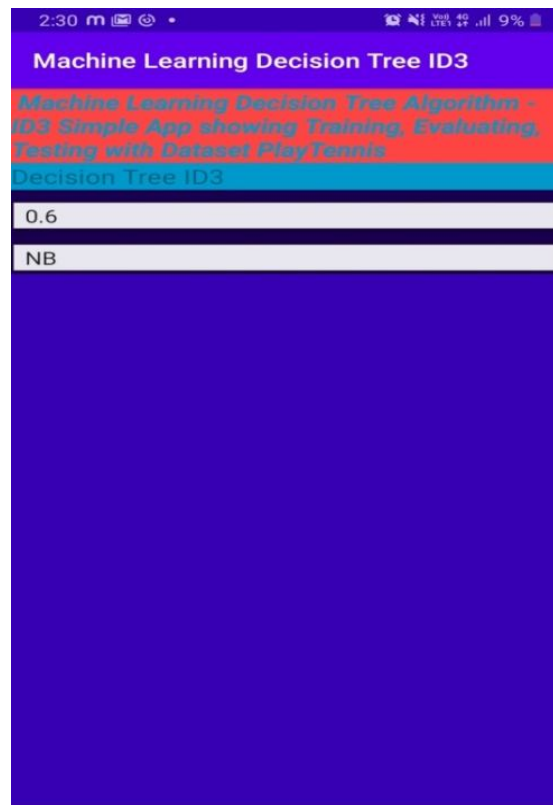 2:30 m 9%
Machine Learning Decision Tree ID3
Machine Learning Decision Tree Algorithm -
ID3 Simple App showing Training, Evaluating,
Testing with Dataset PlayTennis
Decision Tree ID3
0.6
NB